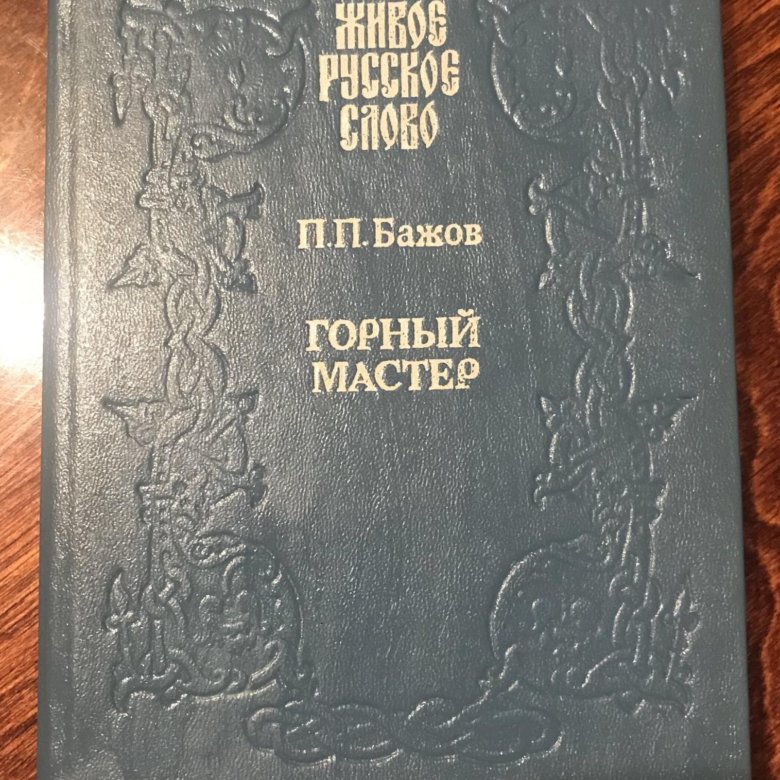 ЖИВОЕ
РУССКОЕ
СЛОВО
П.П.Бажов
ГОРНЫЙ
МАСТЕР